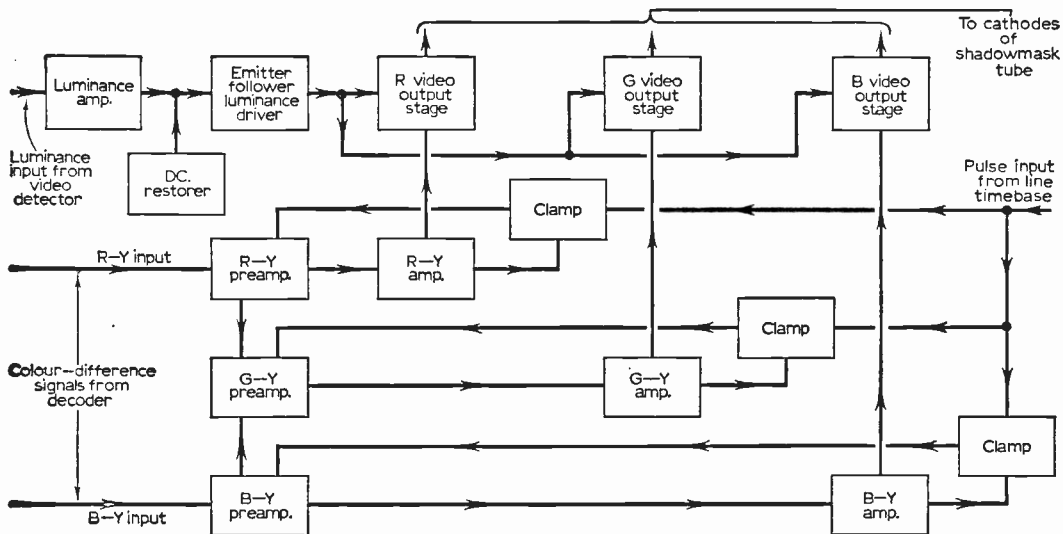 To cathodes
of
shadowmask
tube
Luminance
amp.
Emitter
follower
luminance
driver
R video
output
stage
G video
output
stage
B video
output
stage
Luminance
input from
video
detector
DC.
restorer
Pulse input
from line
timebase
Clamp
R–Y input
R–Y
preamp.
R–Y
amp.
Clamp
Colour–difference
signals from
decoder
G–Y
preamp.
G–Y
amp.
Clamp
B–Y input
B–Y
preamp.
B–Y
amp.